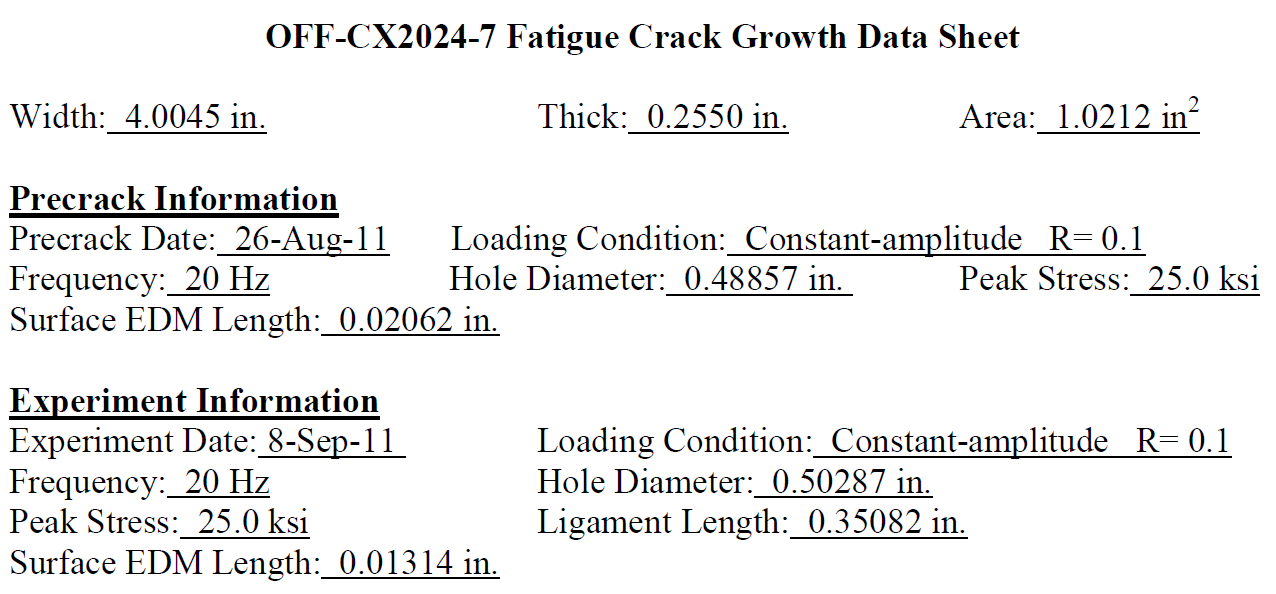 OFF-CX2024-7 Fatigue Crack Growth Data Sheet
Width: 4.0045 in. Thick: 0.2550 in. Area: 1.0212 in²
Precrack Information
Precrack Date: 26-Aug-11 Loading Condition: Constant-amplitude R= 0.1
Frequency: 20 Hz Hole Diameter: 0.48857 in. Peak Stress: 25.0 ksi
Surface EDM Length: 0.02062 in.
Experiment Information
Experiment Date: 8-Sep-11 Loading Condition: Constant-amplitude R= 0.1
Frequency: 20 Hz Hole Diameter: 0.50287 in.
Peak Stress: 25.0 ksi Ligament Length: 0.35082 in.
Surface EDM Length: 0.01314 in.